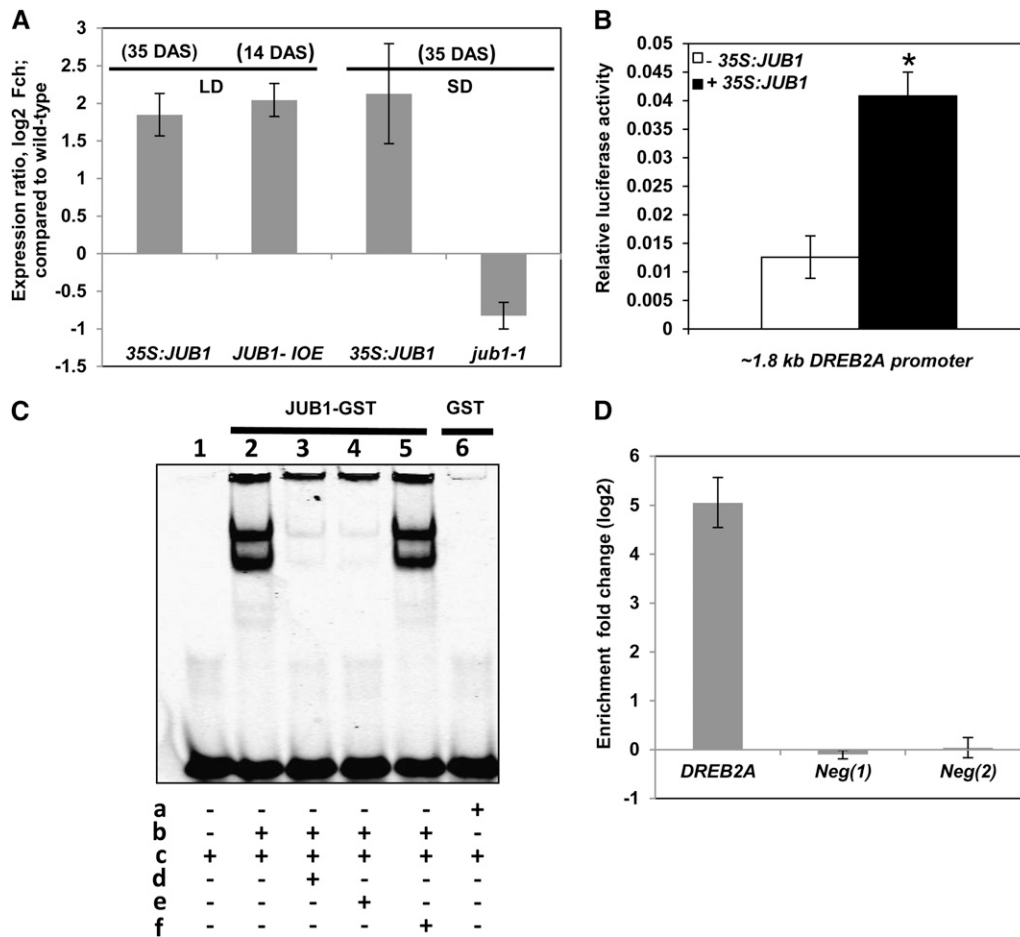 A
Expression ratio, log2 Fch;
compared to wild-type
3
2.5
2
1.5
1
0.5
0
-0.5
-1
-1.5
(35 DAS) (14 DAS) (35 DAS)
LD SD
35S:JUB1 JUB1- IOE 35S:JUB1 jub1-1
B
Relative luciferase activity
0.05
0.045
0.04
0.035
0.03
0.025
0.02
0.015
0.01
0.005
0
- 35S:JUB1
+ 35S:JUB1
*
~1.8 kb DREB2A promoter
C
JUB1-GST GST
1 2 3 4 5 6
a - - - - - +
b - + + + + -
c + + + + + +
d - - + - - -
e - - - + - -
f - - - - + -
D
Enrichment fold change (log2)
6
5
4
3
2
1
0
-1
DREB2A Neg(1) Neg(2)